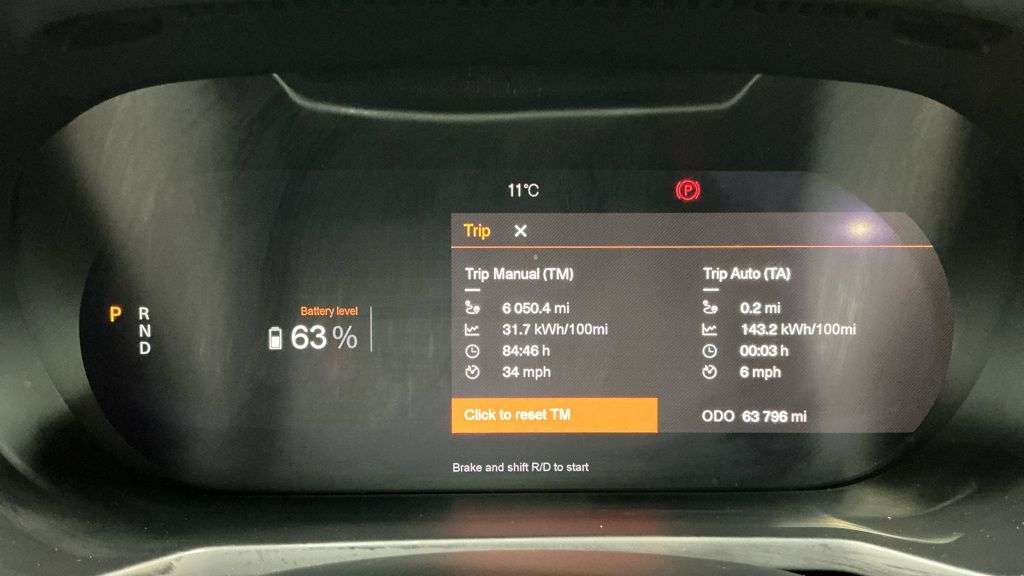 11°C
P
Trip
Trip Manual (TM)
6 050.4 mi
31.7 kWh/100mi
84:46 h
34 mph
Click to reset TM
Trip Auto (TA)
0.2 mi
143.2 kWh/100mi
00:03 h
6 mph
ODO 63 796 mi
P R
N
D
Battery level
63 %
Brake and shift R/D to start